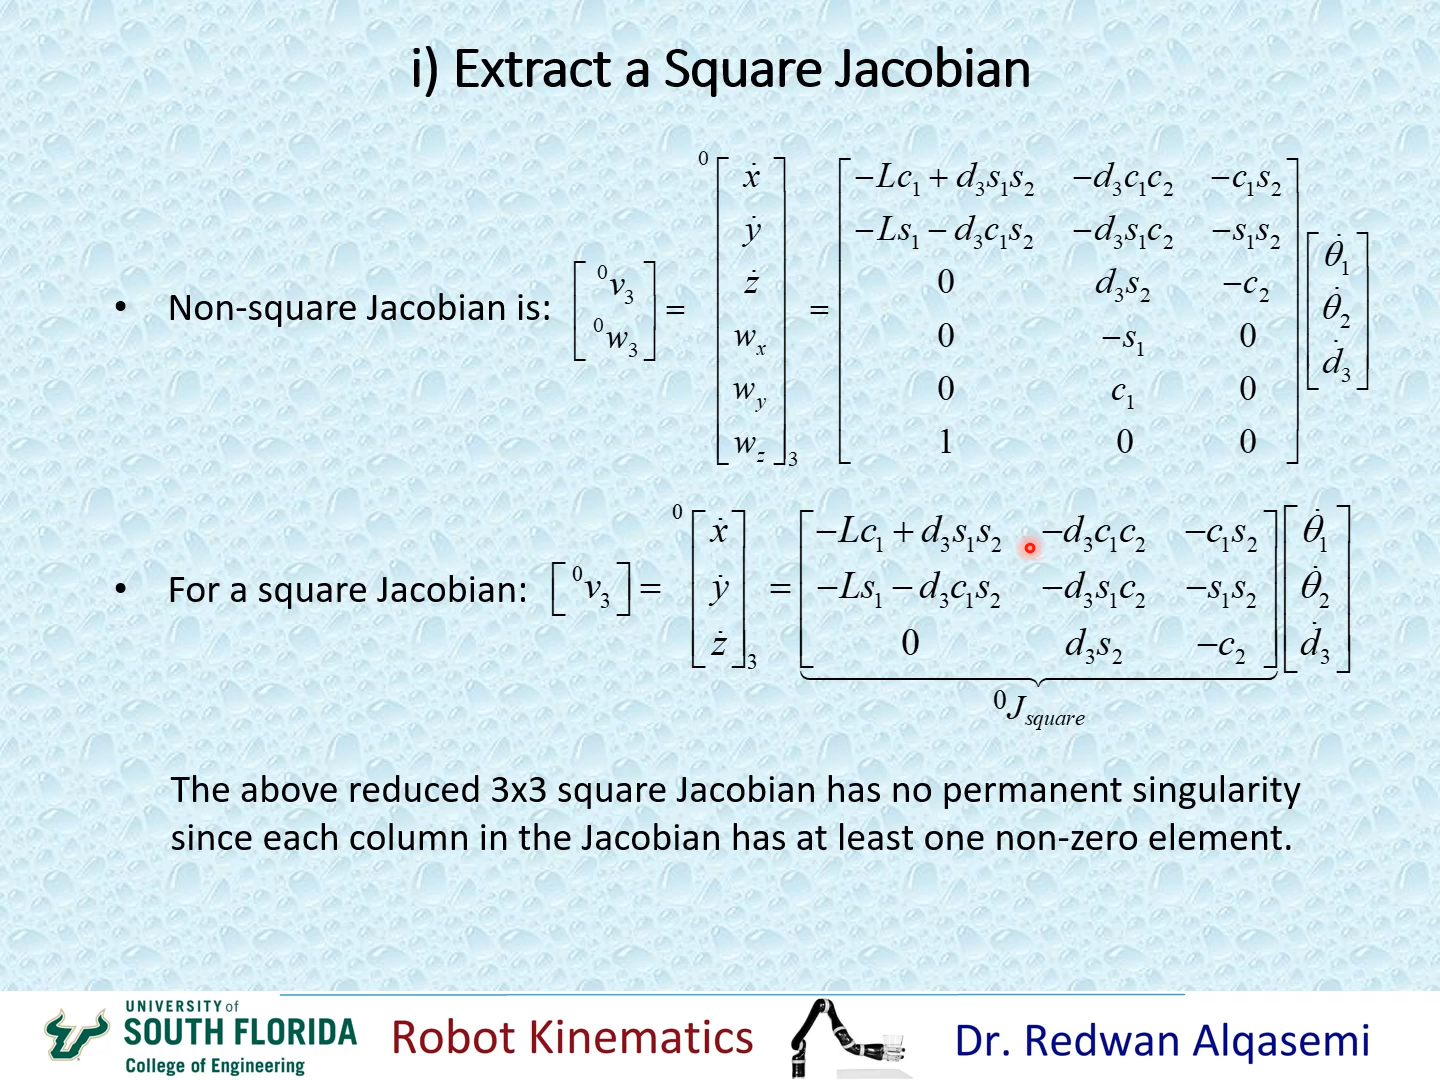 i) Extract a Square Jacobian
• Non-square Jacobian is: [⁰v₃; ⁰w₃] = ⁰[ẋ; ẏ; ż; wₓ; w_y; w_z]₃ = [−Lc₁ + d₃s₁s₂  −d₃c₁c₂  −c₁s₂; −Ls₁ − d₃c₁s₂  −d₃s₁c₂  −s₁s₂; 0  d₃s₂  −c₂; 0  −s₁  0; 0  c₁  0; 1  0  0] [θ̇₁; θ̇₂; ḋ₃]
• For a square Jacobian: [⁰v₃] = ⁰[ẋ; ẏ; ż]₃ = [−Lc₁ + d₃s₁s₂  −d₃c₁c₂  −c₁s₂; −Ls₁ − d₃c₁s₂  −d₃s₁c₂  −s₁s₂; 0  d₃s₂  −c₂] [θ̇₁; θ̇₂; ḋ₃]
⁰J_square
The above reduced 3x3 square Jacobian has no permanent singularity
since each column in the Jacobian has at least one non-zero element.
UNIVERSITY of
SOUTH FLORIDA
College of Engineering
Robot Kinematics
Dr. Redwan Alqasemi